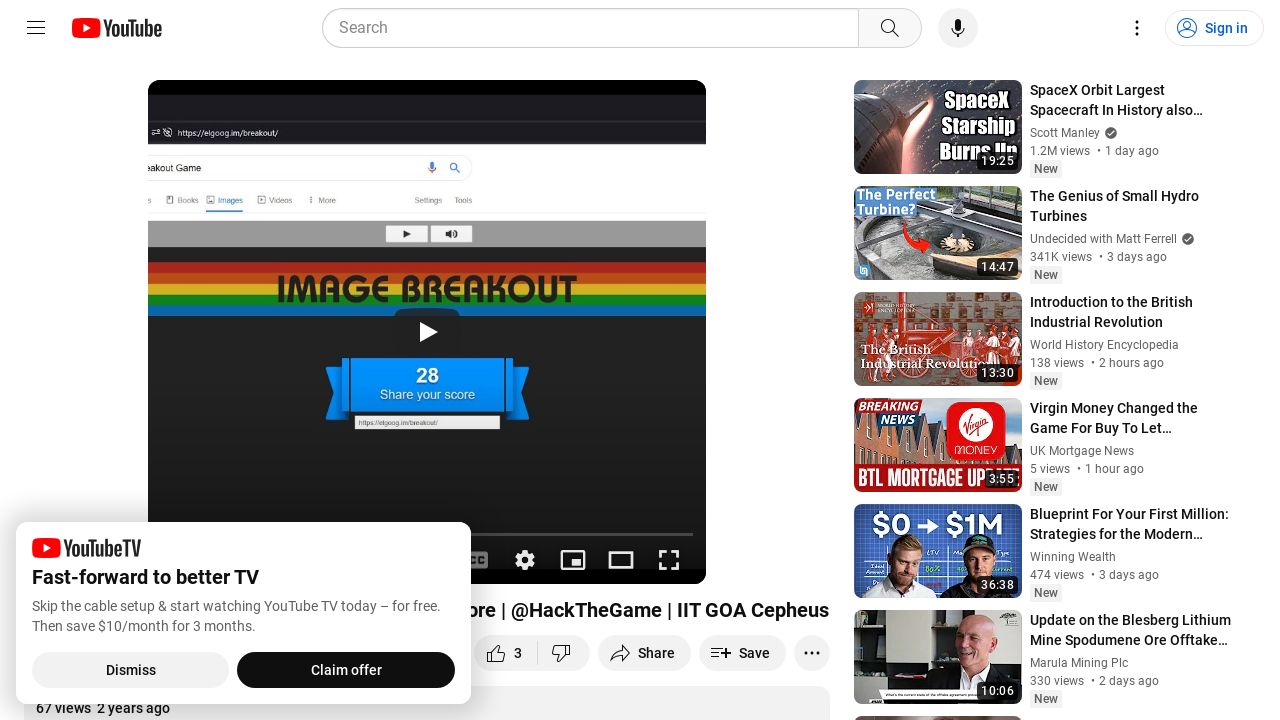 YouTube
Search
Sign in
https://elgoog.im/breakout/
eakout Game
s
Books
Images
Videos
More
Settings
Tools
IMAGE BREAKOUT
28
Share your score
https://elgoog.im/breakout/
CC
ore | @HackTheGame | IIT GOA Cepheus
3
Share
Save
67 views 2 years ago
YouTubeTV
Fast-forward to better TV
Skip the cable setup & start watching YouTube TV today – for free.
Then save $10/month for 3 months.
Dismiss
Claim offer
SpaceX
Starship
Burns Up
19:25
SpaceX Orbit Largest
Spacecraft In History also…
Scott Manley
1.2M views • 1 day ago
New
The Perfect
Turbine?
14:47
The Genius of Small Hydro
Turbines
Undecided with Matt Ferrell
341K views • 3 days ago
New
WORLD HISTORY
ENCYCLOPEDIA
The British
Industrial Revolution
13:30
Introduction to the British
Industrial Revolution
World History Encyclopedia
138 views • 2 hours ago
New
BREAKING
NEWS
Virgin
MONEY
BTL MORTGAGE UPDATE
3:55
Virgin Money Changed the
Game For Buy To Let…
UK Mortgage News
5 views • 1 hour ago
New
$0 → $1M
LTV
80%
36:38
Blueprint For Your First Million:
Strategies for the Modern…
Winning Wealth
474 views • 3 days ago
New
10:06
Update on the Blesberg Lithium
Mine Spodumene Ore Offtake…
Marula Mining Plc
330 views • 2 days ago
New